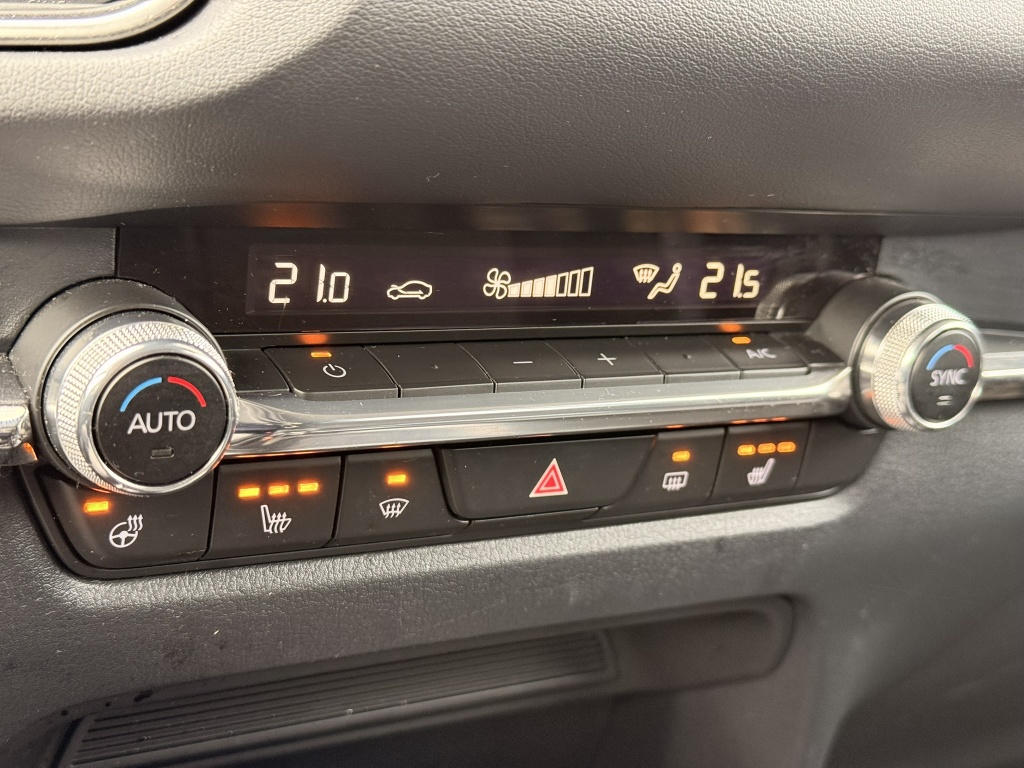 21.0 21.5
− + A/C
AUTO
SYNC